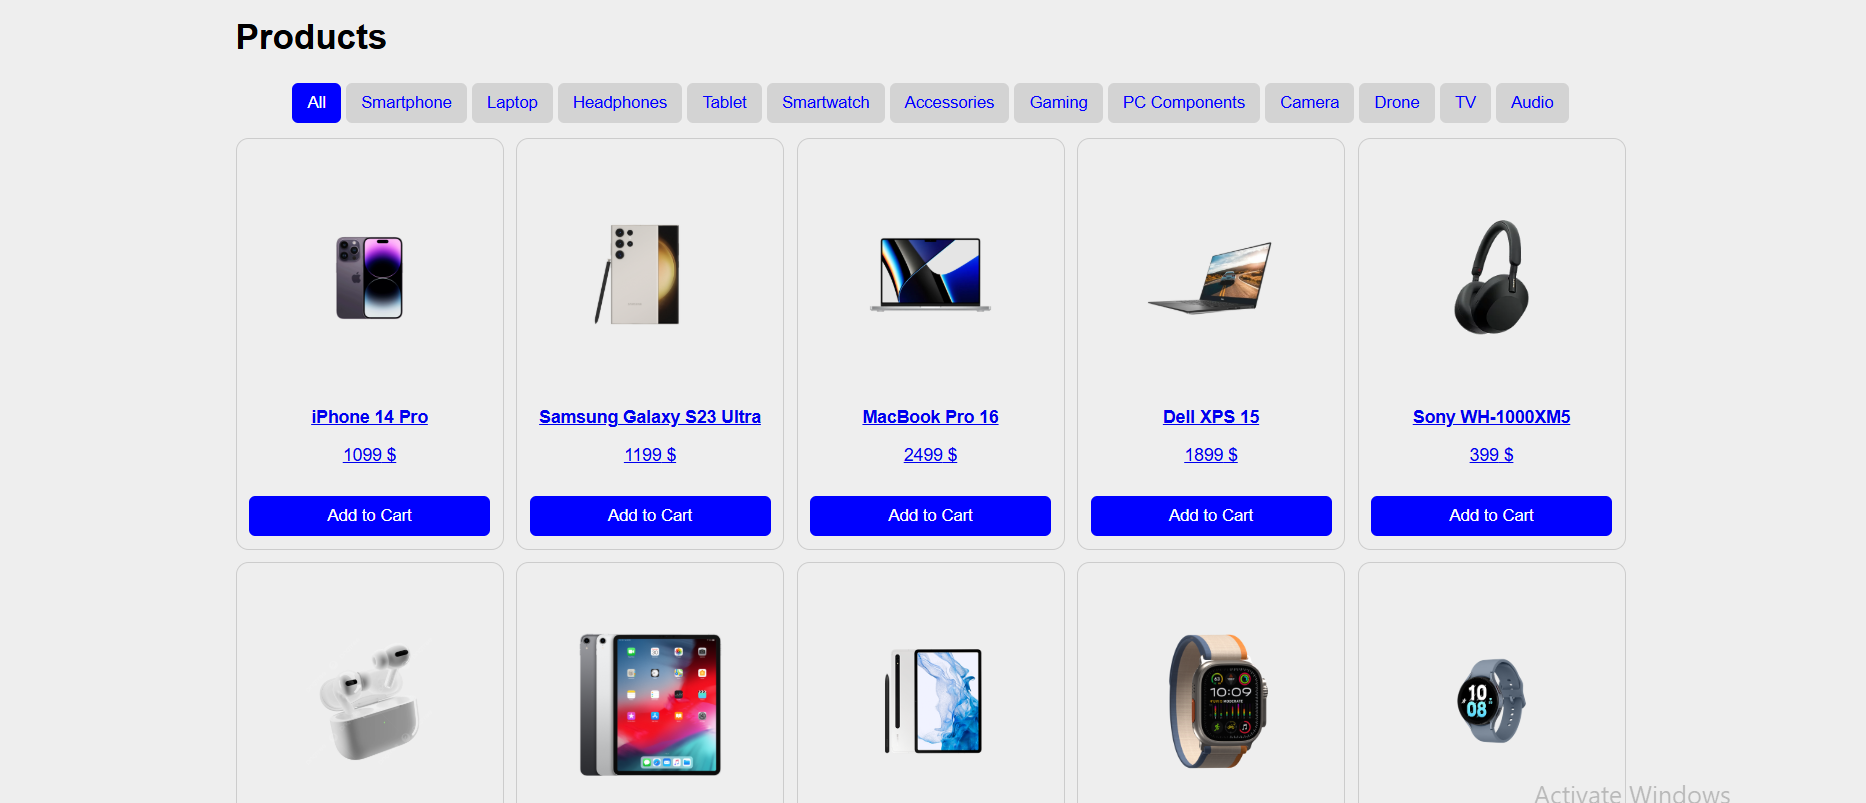 Products
All Smartphone Laptop Headphones Tablet Smartwatch Accessories Gaming PC Components Camera Drone TV Audio
iPhone 14 Pro Samsung Galaxy S23 Ultra MacBook Pro 16 Dell XPS 15 Sony WH-1000XM5
1099 $ 1199 $ 2499 $ 1899 $ 399 $
Add to Cart Add to Cart Add to Cart Add to Cart Add to Cart
10:09
10
08
Activate Windows